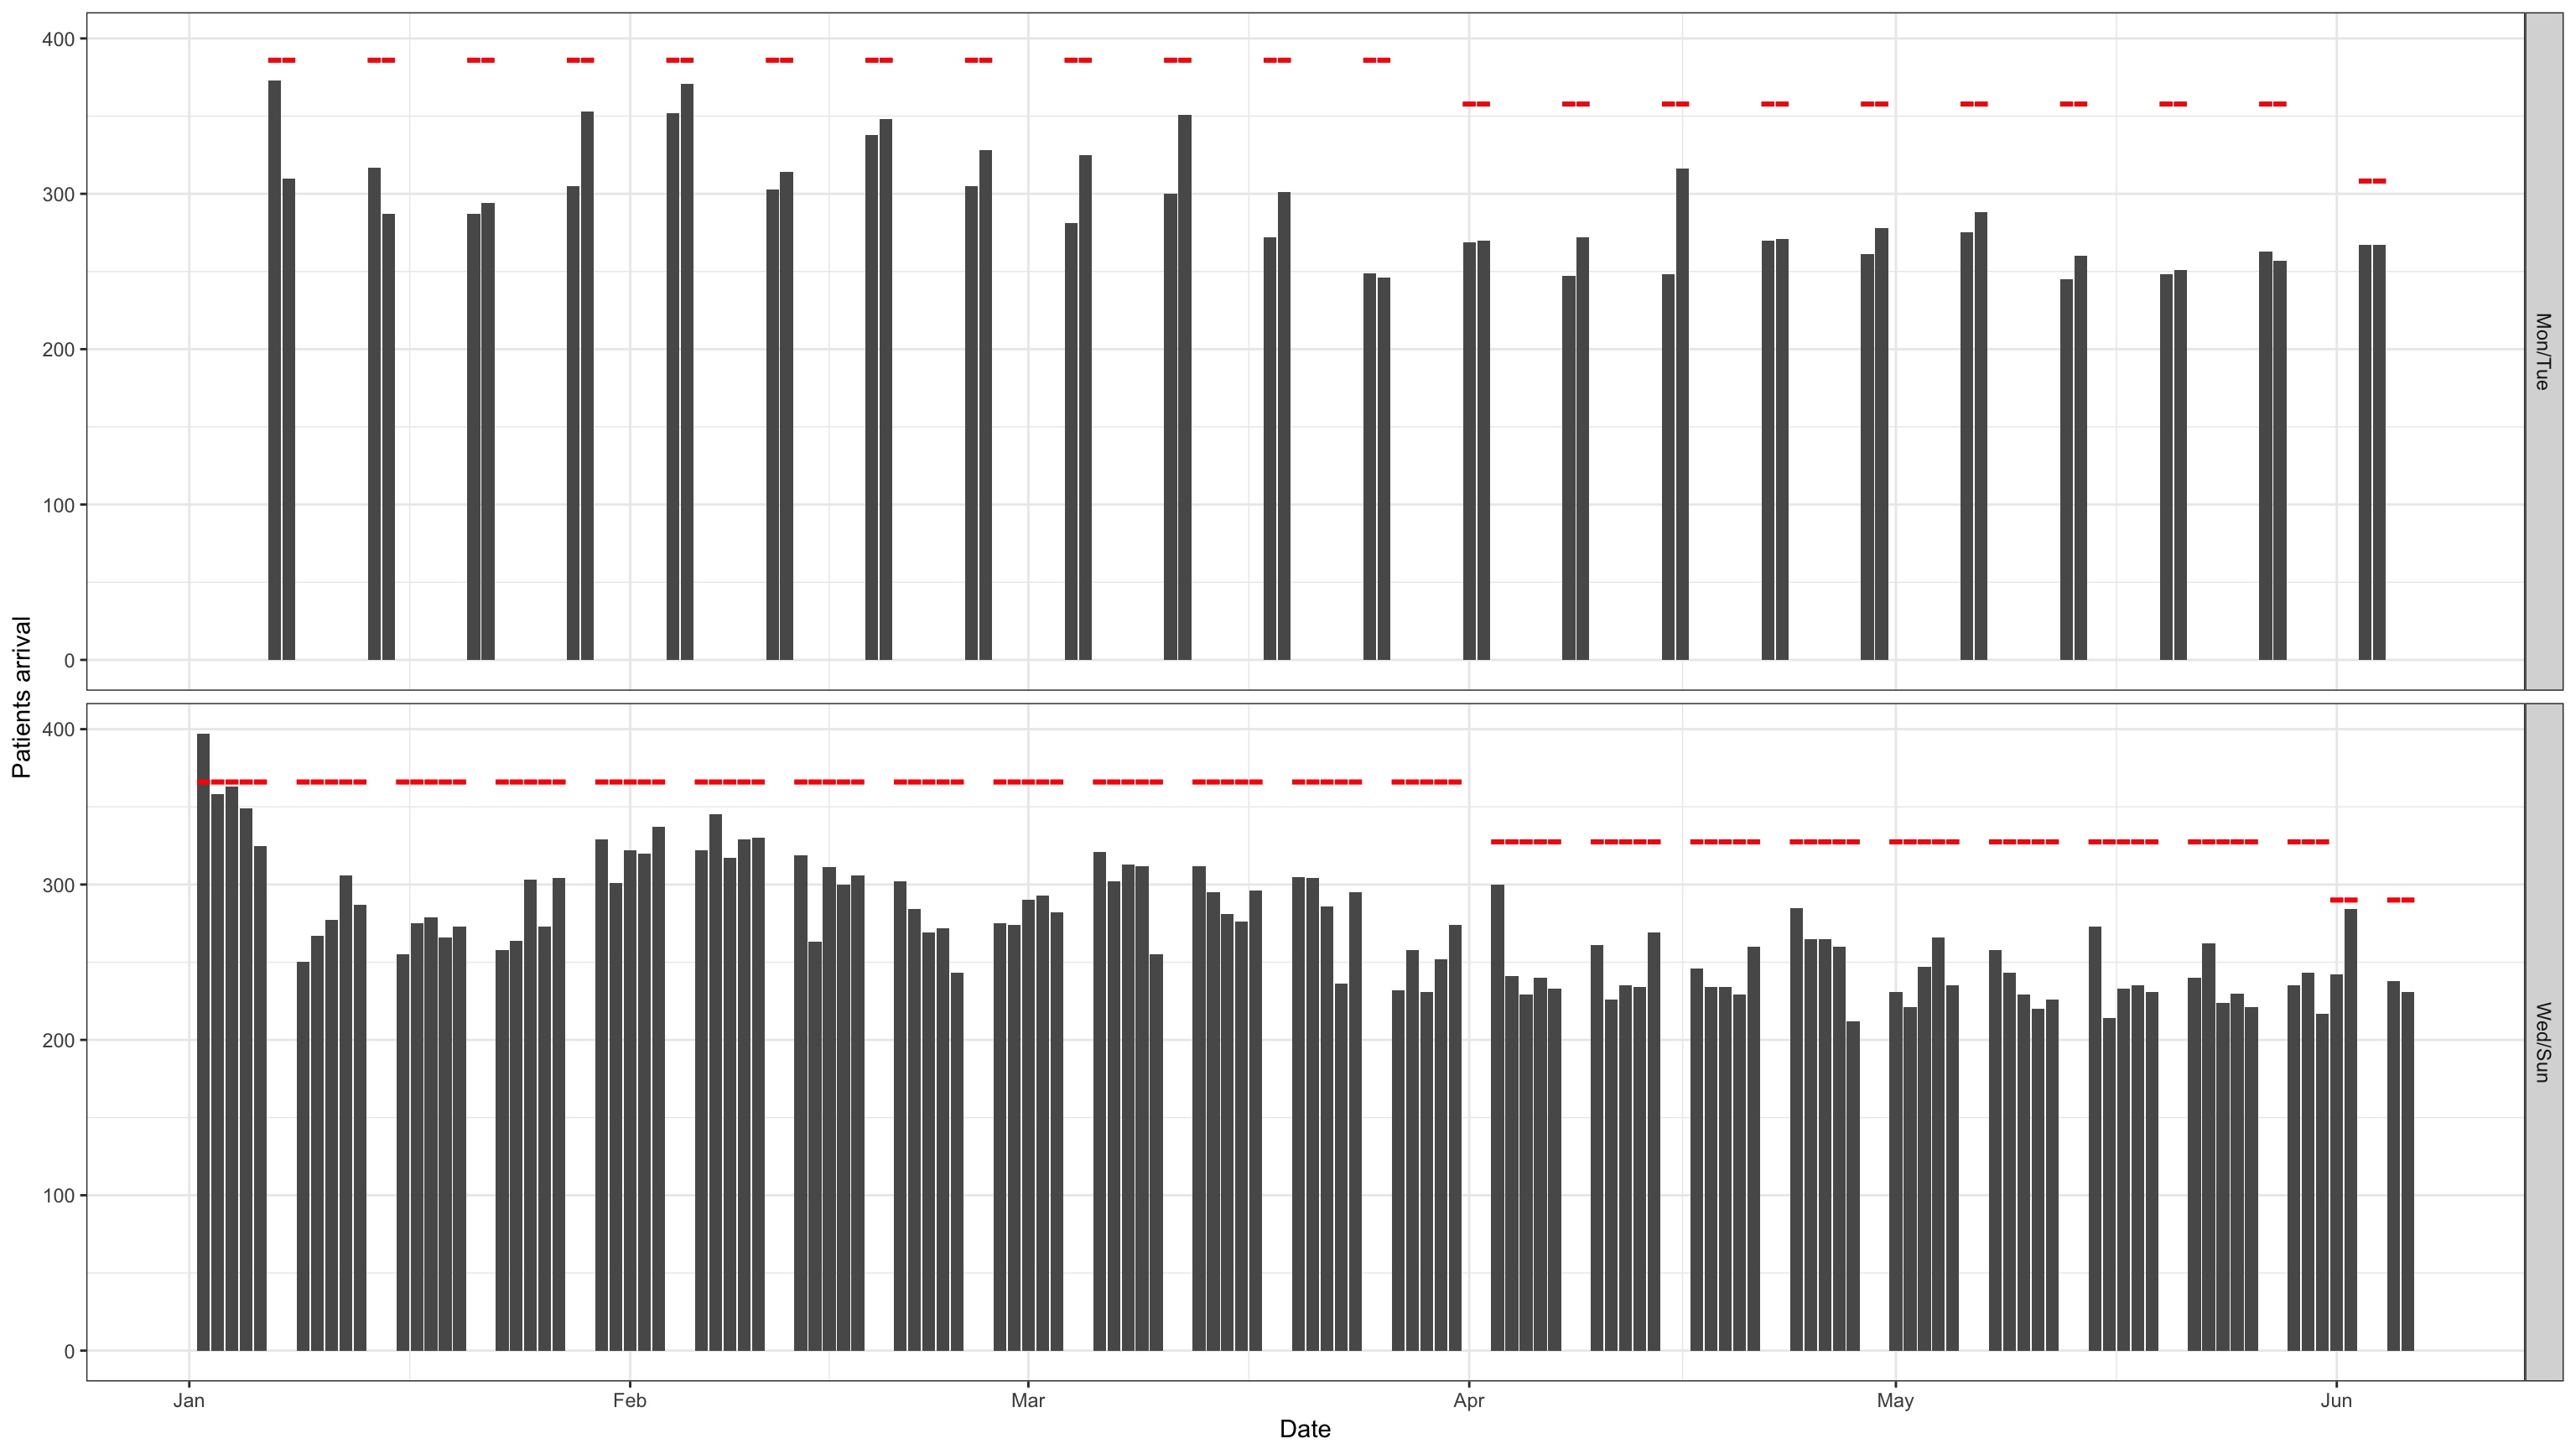 400
300
200
100
0
Mon/Tue
Patients arrival
400
300
200
100
0
Wed/Sun
Jan
Feb
Mar
Apr
May
Jun
Date